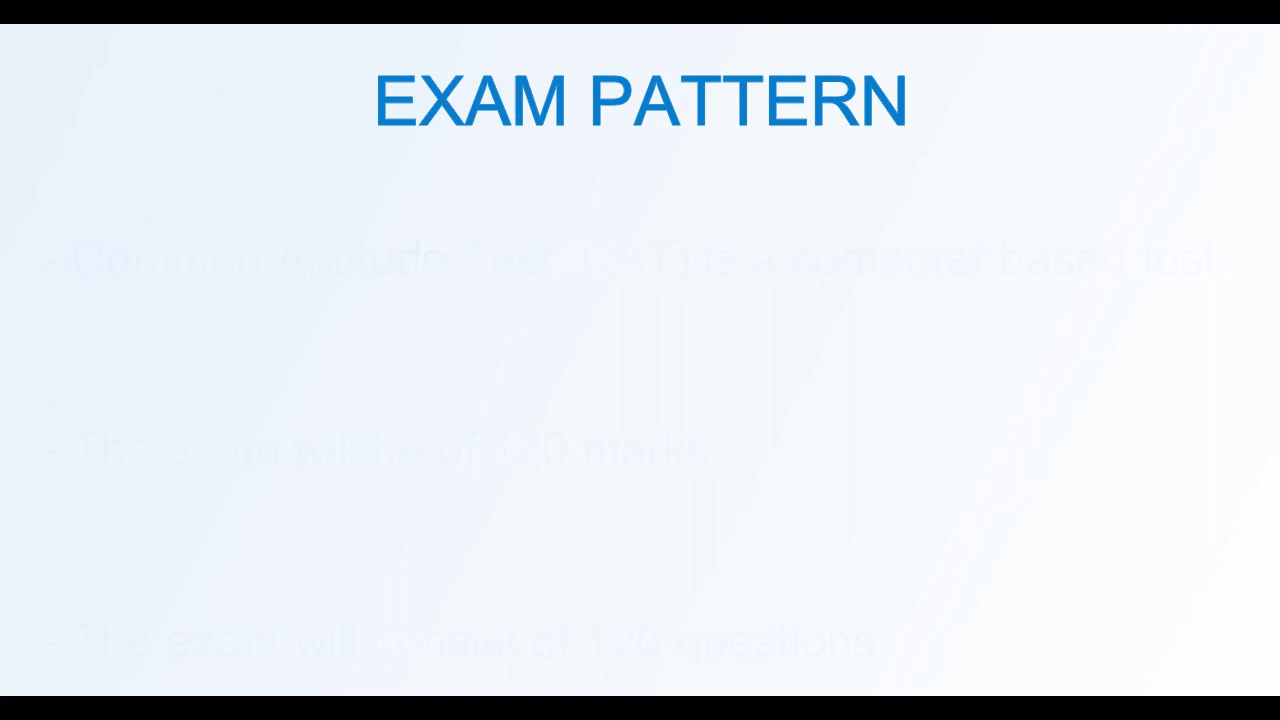 EXAM PATTERN
- Common Aptitude Test (CAT) is a computer based test.
- The exam will be of 120 marks.
- The exam will consist of 120 questions.